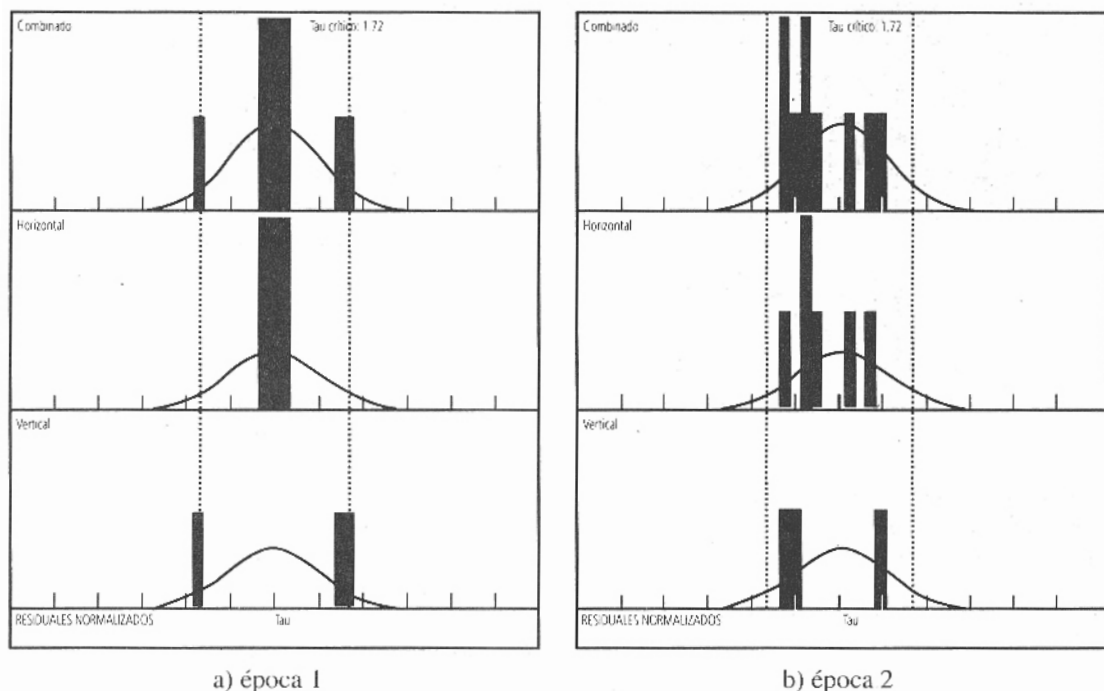 Combinado
Tau crítico: 1.72
Horizontal
Vertical
RESIDUALES NORMALIZADOS
Tau
a) época 1
Combinado
Tau crítico: 1.72
Horizontal
Vertical
RESIDUALES NORMALIZADOS
Tau
b) época 2